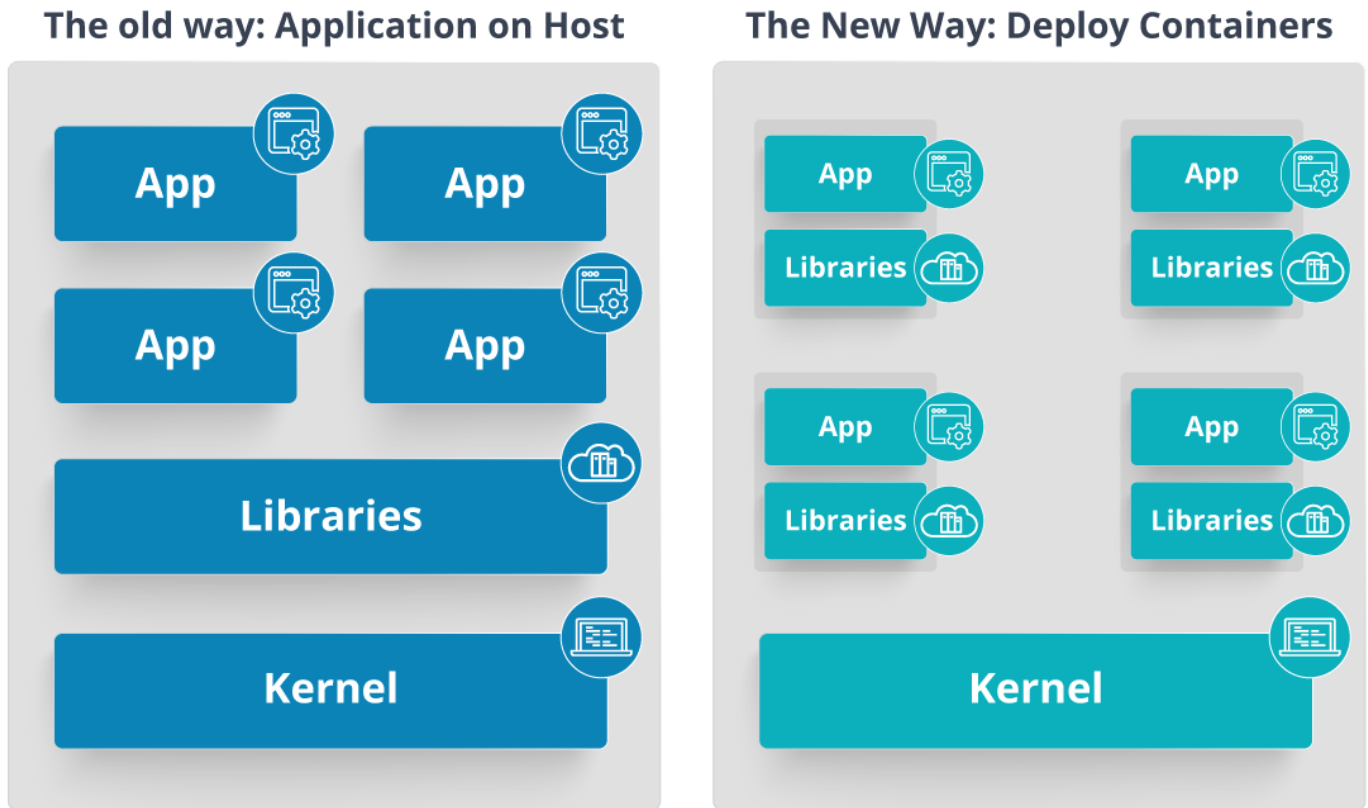 The old way: Application on Host
App
App
App
App
Libraries
Kernel
The New Way: Deploy Containers
App
Libraries
App
Libraries
App
Libraries
App
Libraries
Kernel